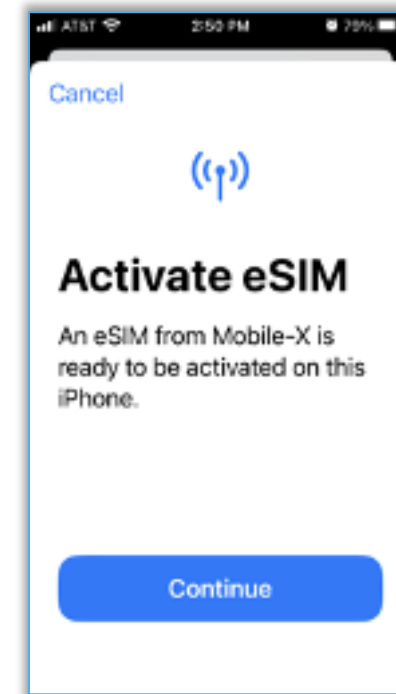 AT&T 2:50 PM 79%
Cancel
Activate eSIM
An eSIM from Mobile-X is
ready to be activated on this
iPhone.
Continue